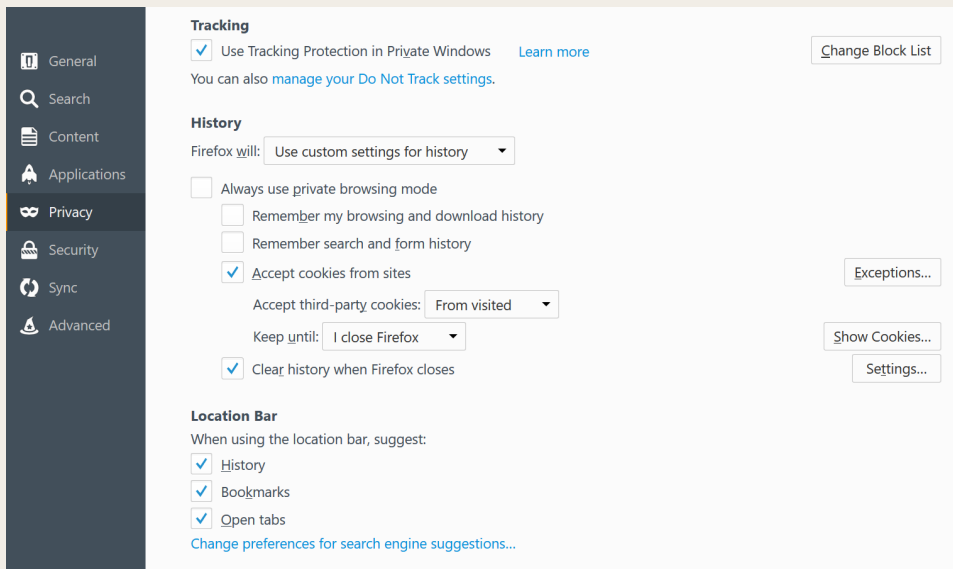 General
Search
Content
Applications
Privacy
Security
Sync
Advanced
Tracking
Use Tracking Protection in Private Windows Learn more Change Block List
You can also manage your Do Not Track settings.
History
Firefox will: Use custom settings for history
Always use private browsing mode
Remember my browsing and download history
Remember search and form history
Accept cookies from sites Exceptions...
Accept third-party cookies: From visited
Keep until: I close Firefox Show Cookies...
Clear history when Firefox closes Settings...
Location Bar
When using the location bar, suggest:
History
Bookmarks
Open tabs
Change preferences for search engine suggestions...